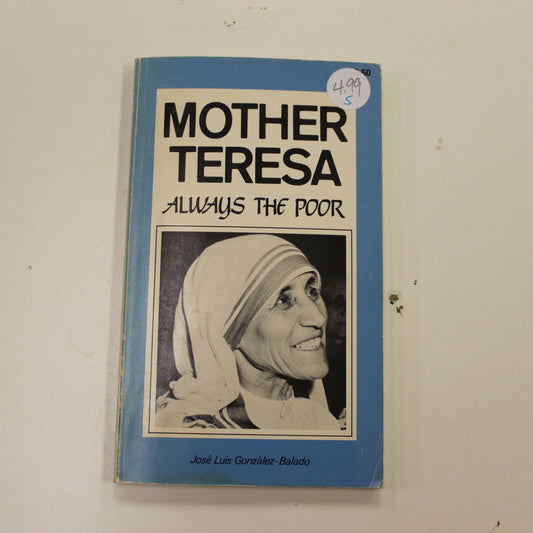 4.99
S
MOTHER
TERESA
ALWAYS THE POOR
José Luis González-Balado